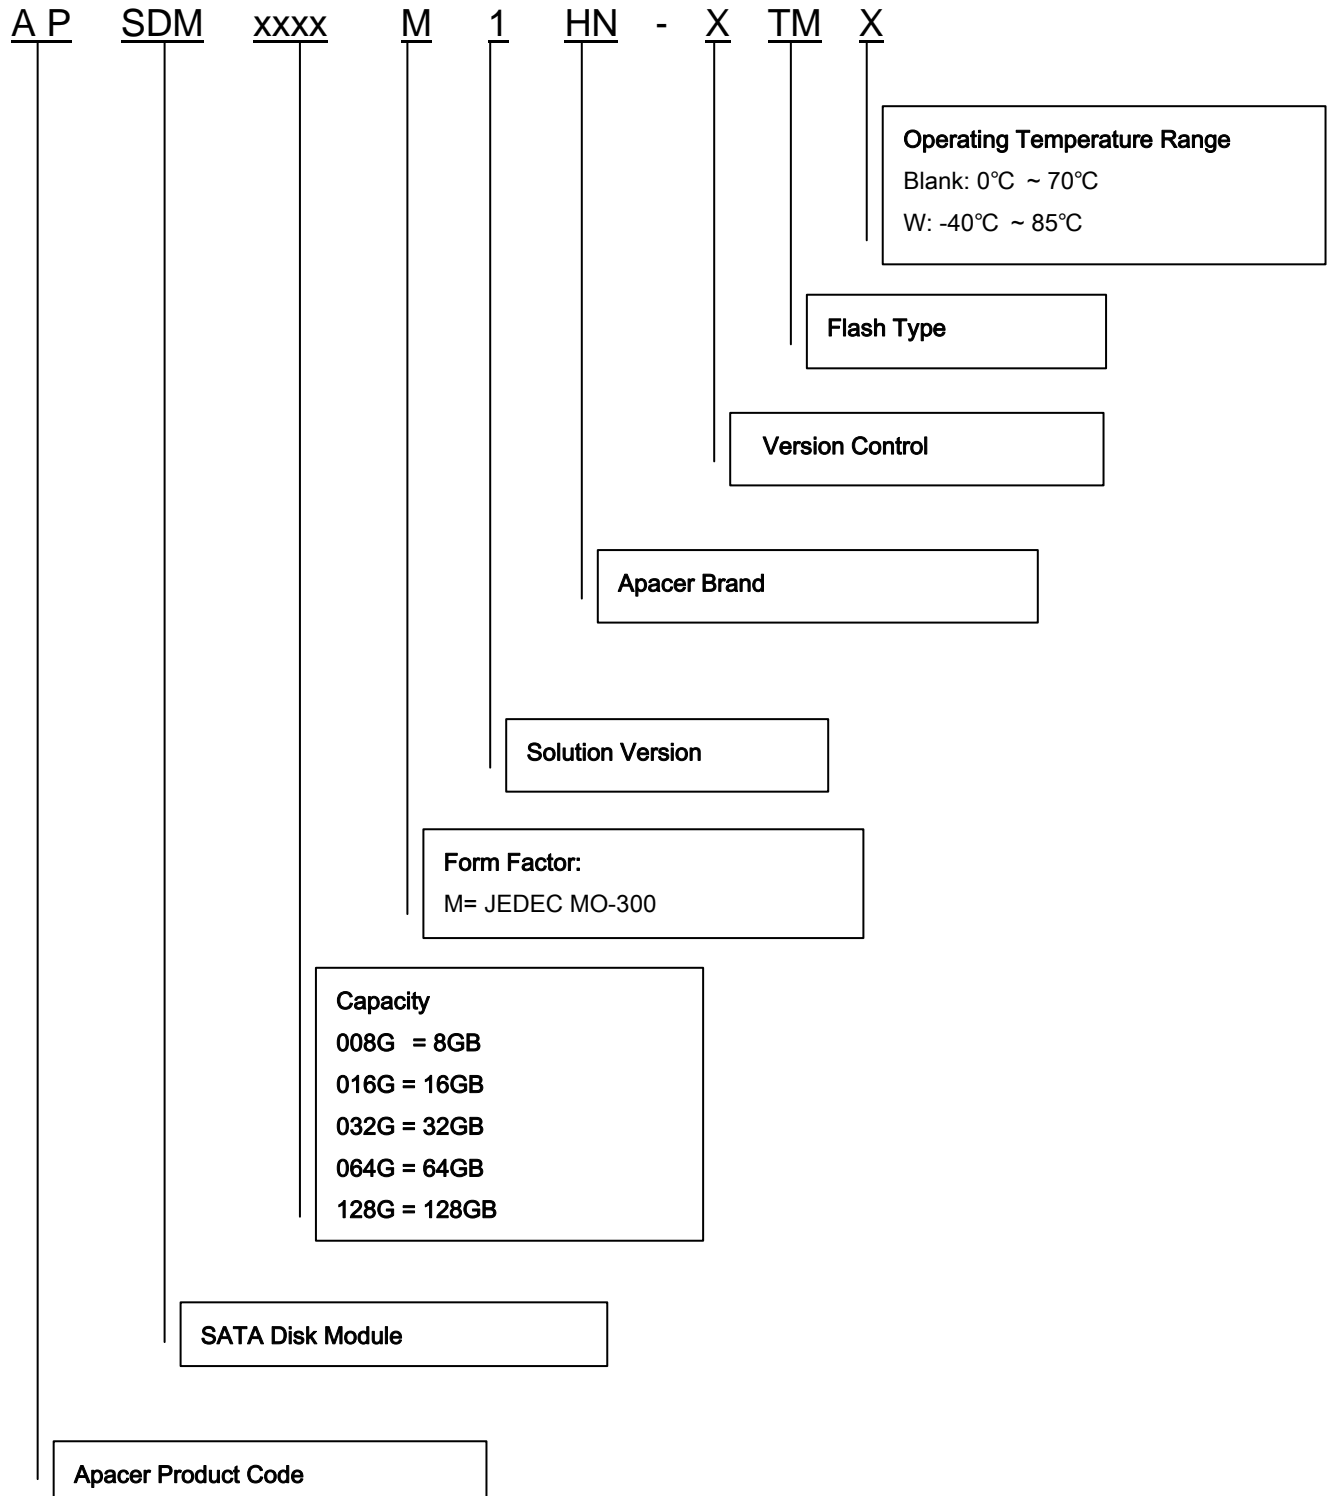 A P SDM xxxx M 1 HN - X TM X
Operating Temperature Range
Blank: 0℃ ~ 70℃
W: -40℃ ~ 85℃
Flash Type
Version Control
Apacer Brand
Solution Version
Form Factor:
M= JEDEC MO-300
Capacity
008G = 8GB
016G = 16GB
032G = 32GB
064G = 64GB
128G = 128GB
SATA Disk Module
Apacer Product Code